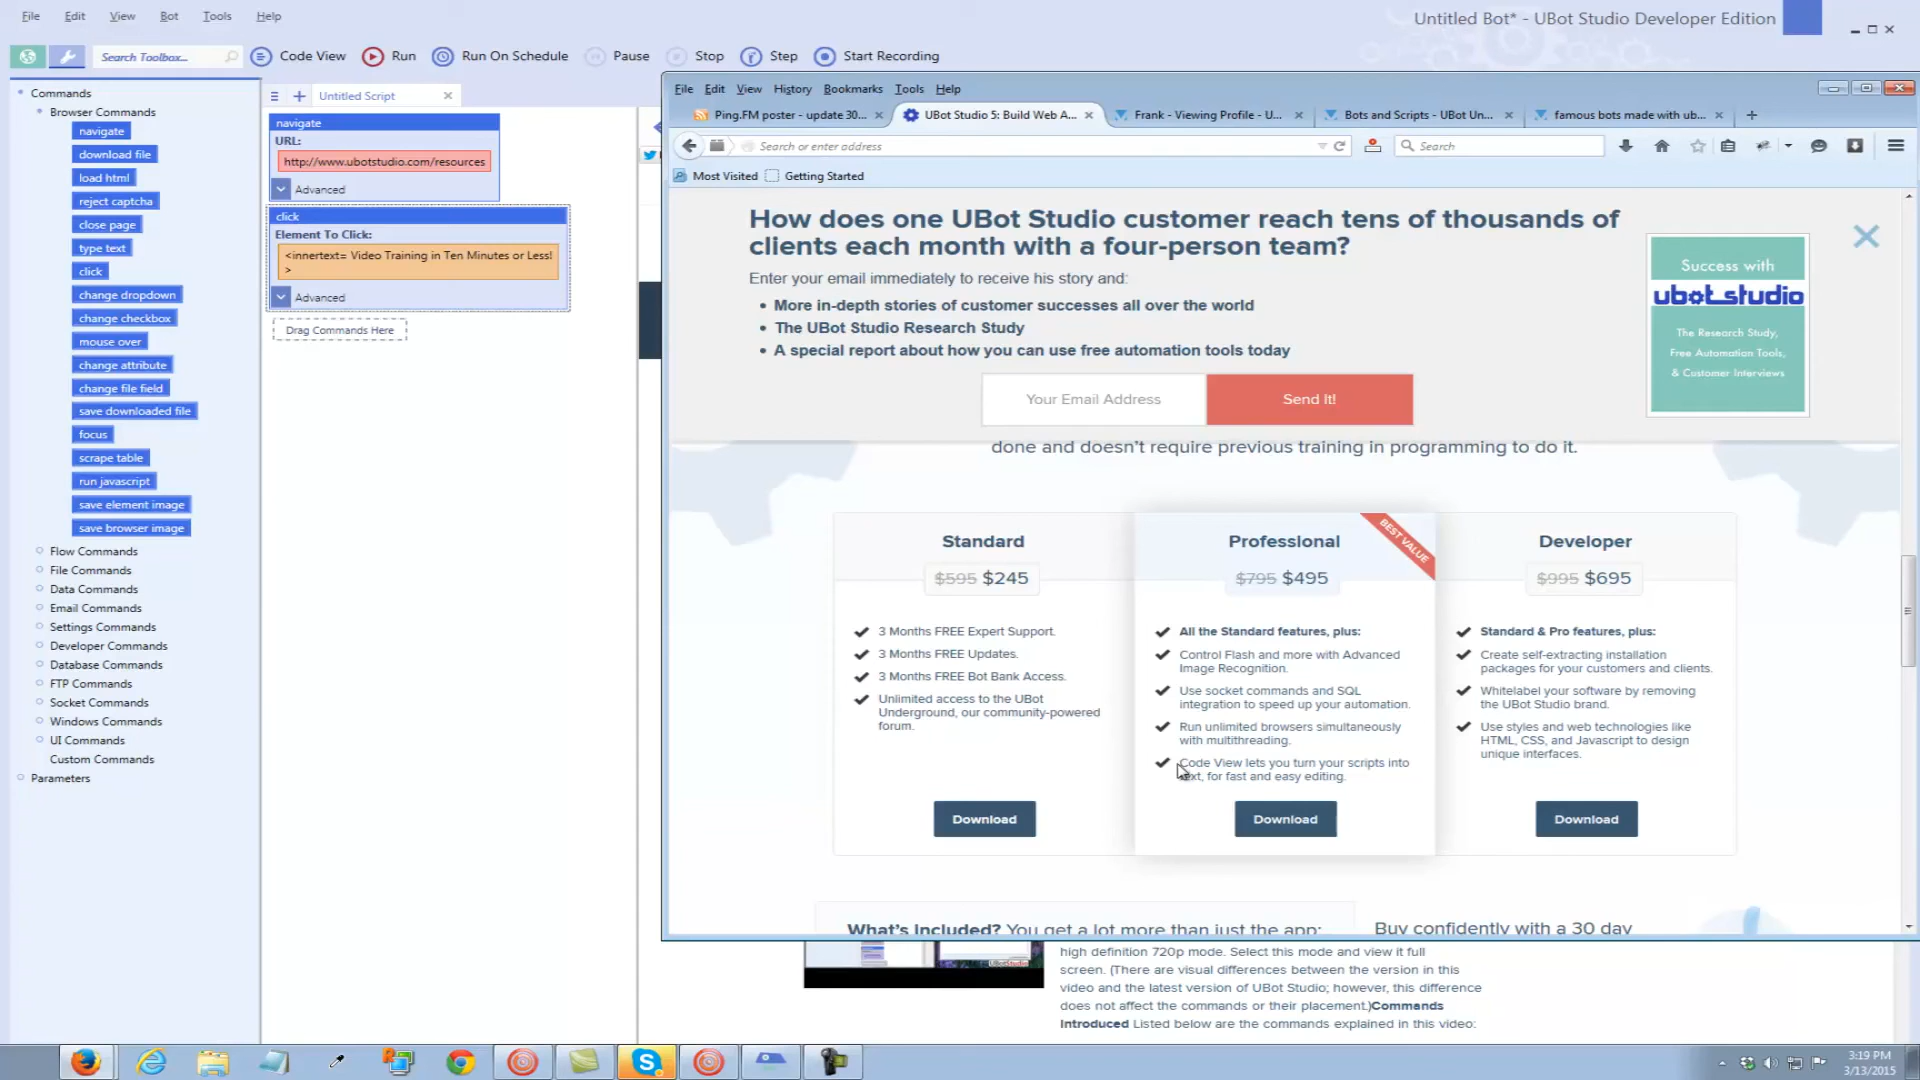 File Edit View Bot Tools Help
Untitled Bot* - UBot Studio Developer Edition
Search Toolbox...
Code View
Run
Run On Schedule
Pause
Stop
Step
Start Recording
Commands
Browser Commands
navigate
download file
load html
reject captcha
close page
type text
click
change dropdown
change checkbox
mouse over
change attribute
change file field
save downloaded file
focus
scrape table
run javascript
save element image
save browser image
Flow Commands
File Commands
Data Commands
Email Commands
Settings Commands
Developer Commands
Database Commands
FTP Commands
Socket Commands
Windows Commands
UI Commands
Custom Commands
Parameters
Untitled Script
navigate
URL:
http://www.ubotstudio.com/resources
Advanced
click
Element To Click:
<innertext= Video Training in Ten Minutes or Less!
>
Advanced
Drag Commands Here
File Edit View History Bookmarks Tools Help
Ping.FM poster - update 30...
UBot Studio 5: Build Web A...
Frank - Viewing Profile - U...
Bots and Scripts - UBot Un...
famous bots made with ub...
Search or enter address
Search
Most Visited
Getting Started
How does one UBot Studio customer reach tens of thousands of
clients each month with a four-person team?
Enter your email immediately to receive his story and:
More in-depth stories of customer successes all over the world
The UBot Studio Research Study
A special report about how you can use free automation tools today
Your Email Address
Send It!
Success with
ubot studio
The Research Study,
Free Automation Tools,
& Customer Interviews
done and doesn't require previous training in programming to do it.
Standard
$595 $245
3 Months FREE Expert Support.
3 Months FREE Updates.
3 Months FREE Bot Bank Access.
Unlimited access to the UBot
Underground, our community-powered
forum.
Download
BEST VALUE
Professional
$795 $495
All the Standard features, plus:
Control Flash and more with Advanced
Image Recognition.
Use socket commands and SQL
integration to speed up your automation.
Run unlimited browsers simultaneously
with multithreading.
Code View lets you turn your scripts into
text, for fast and easy editing.
Download
Developer
$995 $695
Standard & Pro features, plus:
Create self-extracting installation
packages for your customers and clients.
Whitelabel your software by removing
the UBot Studio brand.
Use styles and web technologies like
HTML, CSS, and Javascript to design
unique interfaces.
Download
What's Included? You get a lot more than just the app:
Buy confidently with a 30 day
high definition 720p mode. Select this mode and view it full
screen. (There are visual differences between the version in this
video and the latest version of UBot Studio; however, this difference
does not affect the commands or their placement.)Commands
Introduced Listed below are the commands explained in this video:
3:19 PM
3/13/2015